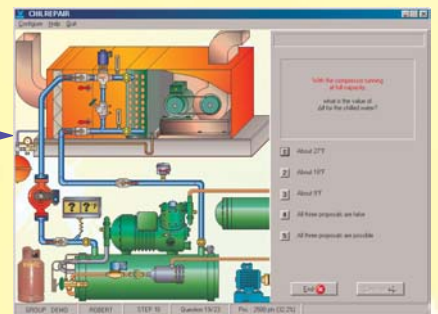 CHILREPAIR
Configure Help Quit
With the compressor running
at full capacity,
what is the value of
Δθ for the chilled water?
1 About 27°F
2 About 18°F
3 About 9°F
4 All three proposals are false
5 All three proposals are possible
? ?
End
GROUP DEMO ROBERT STEP 10 Question 19/23